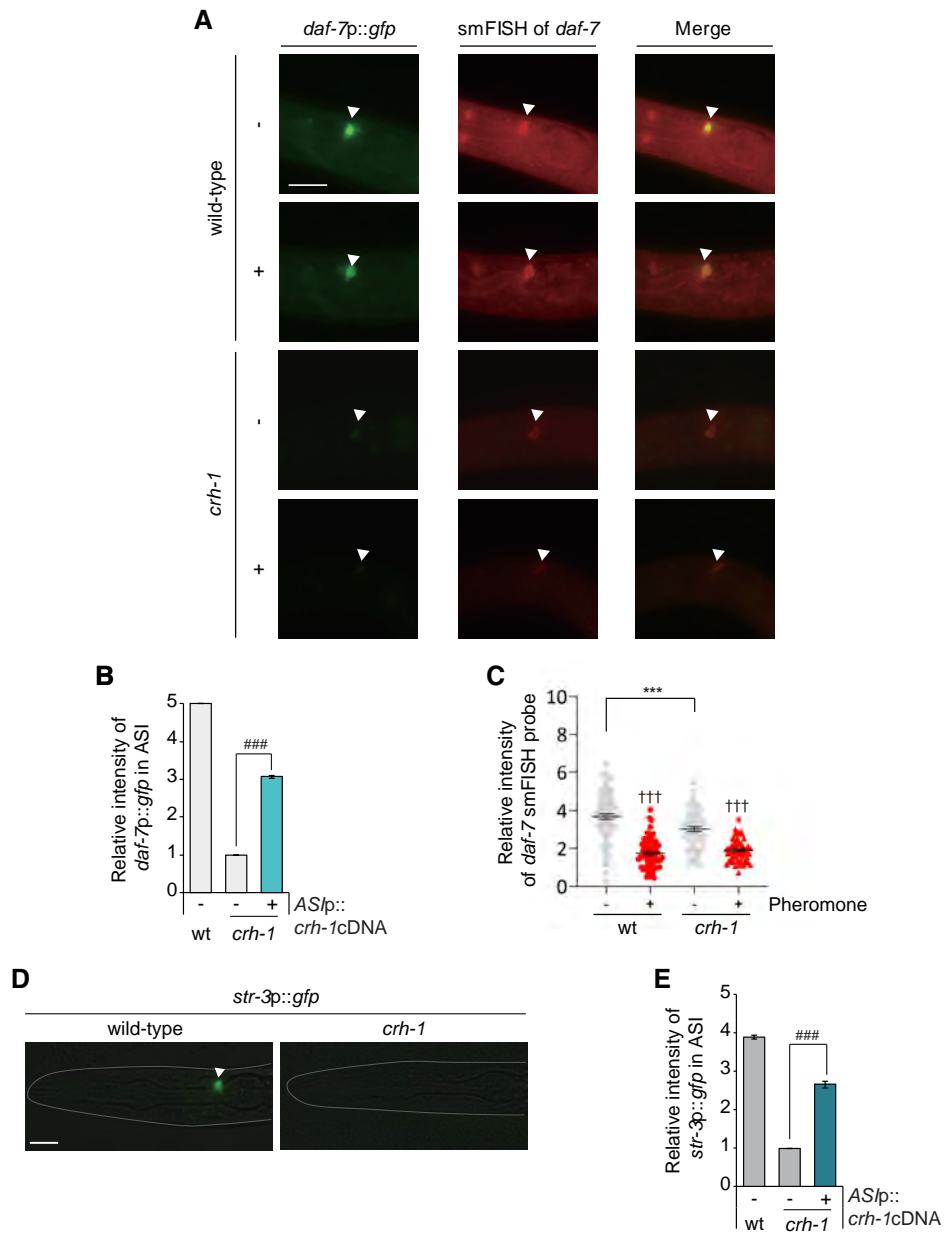 A
daf-7p::gfp
smFISH of daf-7
Merge
wild-type
-
+
crh-1
-
+
B
Relative intensity of
daf-7p::gfp in ASI
5
4
3
2
1
0
###
- - +
ASIp::
crh-1cDNA
wt crh-1
C
Relative intensity
of daf-7 smFISH probe
10
8
6
4
2
0
***
†††
†††
- + - +
Pheromone
wt crh-1
D
str-3p::gfp
wild-type crh-1
E
Relative intensity of
str-3p::gfp in ASI
5
4
3
2
1
0
###
- - +
ASIp::
crh-1cDNA
wt crh-1